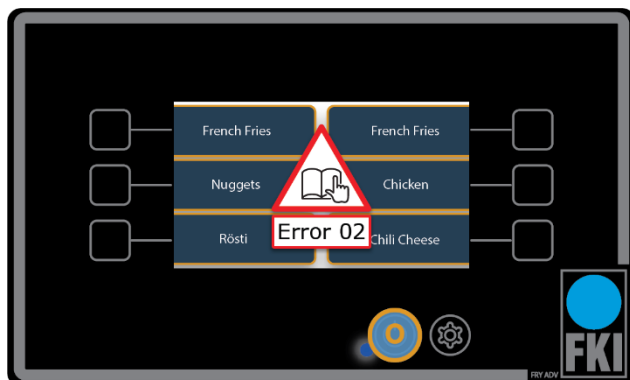 French Fries
French Fries
Nuggets
Chicken
Rösti
Error 02
Chili Cheese
O
FKI
FRY ADV